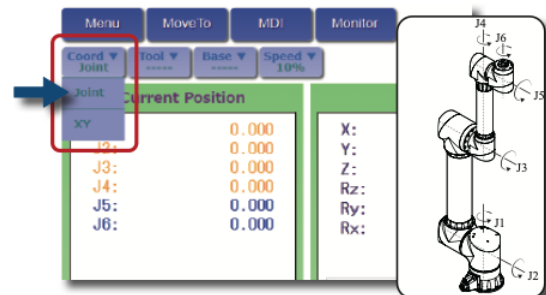 Menu MoveTo MDI Monitor
Coord ▼ Tool ▼ Base ▼ Speed ▼
Joint ----- ----- 10%
Joint
XY
Current Position
0.000
J2: 0.000
J3: 0.000
J4: 0.000
J5: 0.000
J6: 0.000
X:
Y:
Z:
Rz:
Ry:
Rx:
J4
J6
J5
J3
J1
J2